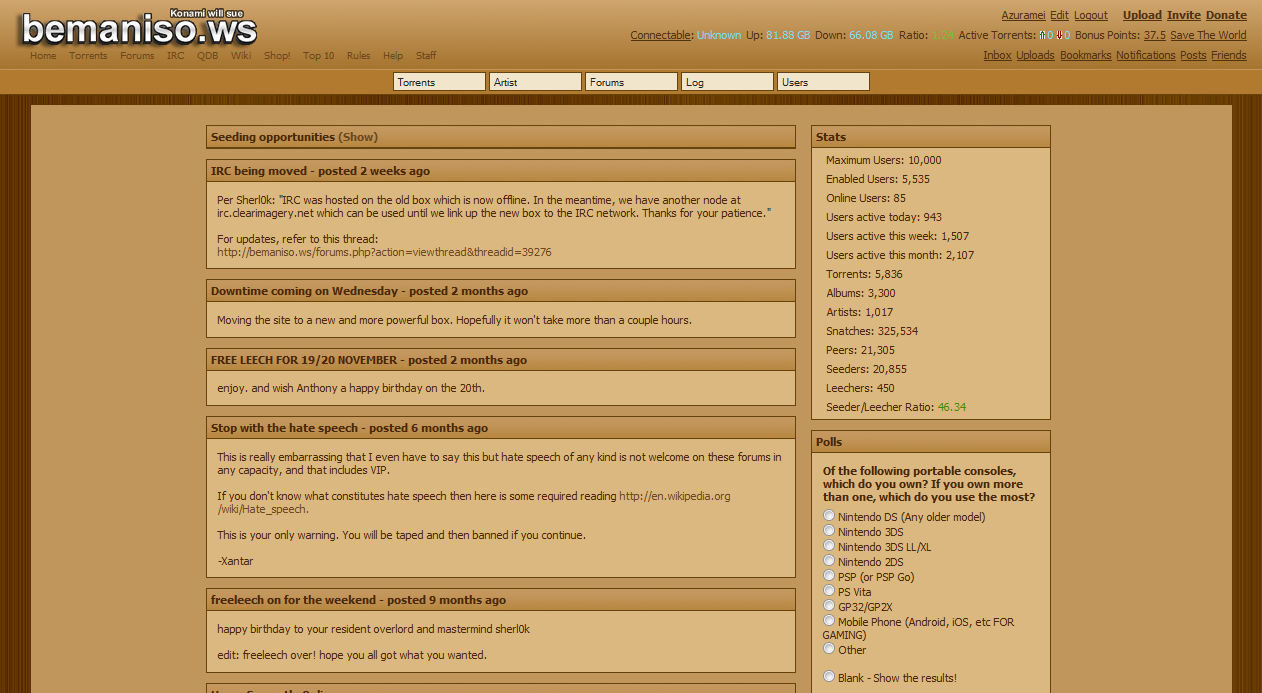 Konami will sue
bemaniso.ws
Azuramei Edit Logout Upload Invite Donate
Connectable: Unknown Up: 81.88 GB Down: 66.08 GB Ratio: 1.24 Active Torrents: 0 0 Bonus Points: 37.5 Save The World
Home Torrents Forums IRC QDB Wiki Shop! Top 10 Rules Help Staff
Inbox Uploads Bookmarks Notifications Posts Friends
Torrents Artist Forums Log Users
Seeding opportunities (Show)
IRC being moved - posted 2 weeks ago
Per Sherl0k: "IRC was hosted on the old box which is now offline. In the meantime, we have another node at
irc.clearimagery.net which can be used until we link up the new box to the IRC network. Thanks for your patience."
For updates, refer to this thread:
http://bemaniso.ws/forums.php?action=viewthread&threadid=39276
Downtime coming on Wednesday - posted 2 months ago
Moving the site to a new and more powerful box. Hopefully it won't take more than a couple hours.
FREE LEECH FOR 19/20 NOVEMBER - posted 2 months ago
enjoy. and wish Anthony a happy birthday on the 20th.
Stop with the hate speech - posted 6 months ago
This is really embarrassing that I even have to say this but hate speech of any kind is not welcome on these forums in
any capacity, and that includes VIP.
If you don't know what constitutes hate speech then here is some required reading http://en.wikipedia.org
/wiki/Hate_speech.
This is your only warning. You will be taped and then banned if you continue.
-Xantar
freeleech on for the weekend - posted 9 months ago
happy birthday to your resident overlord and mastermind sherl0k
edit: freeleech over! hope you all got what you wanted.
Stats
Maximum Users: 10,000
Enabled Users: 5,535
Online Users: 85
Users active today: 943
Users active this week: 1,507
Users active this month: 2,107
Torrents: 5,836
Albums: 3,300
Artists: 1,017
Snatches: 325,534
Peers: 21,305
Seeders: 20,855
Leechers: 450
Seeder/Leecher Ratio: 46.34
Polls
Of the following portable consoles,
which do you own? If you own more
than one, which do you use the most?
Nintendo DS (Any older model)
Nintendo 3DS
Nintendo 3DS LL/XL
Nintendo 2DS
PSP (or PSP Go)
PS Vita
GP32/GP2X
Mobile Phone (Android, iOS, etc FOR
GAMING)
Other
Blank - Show the results!